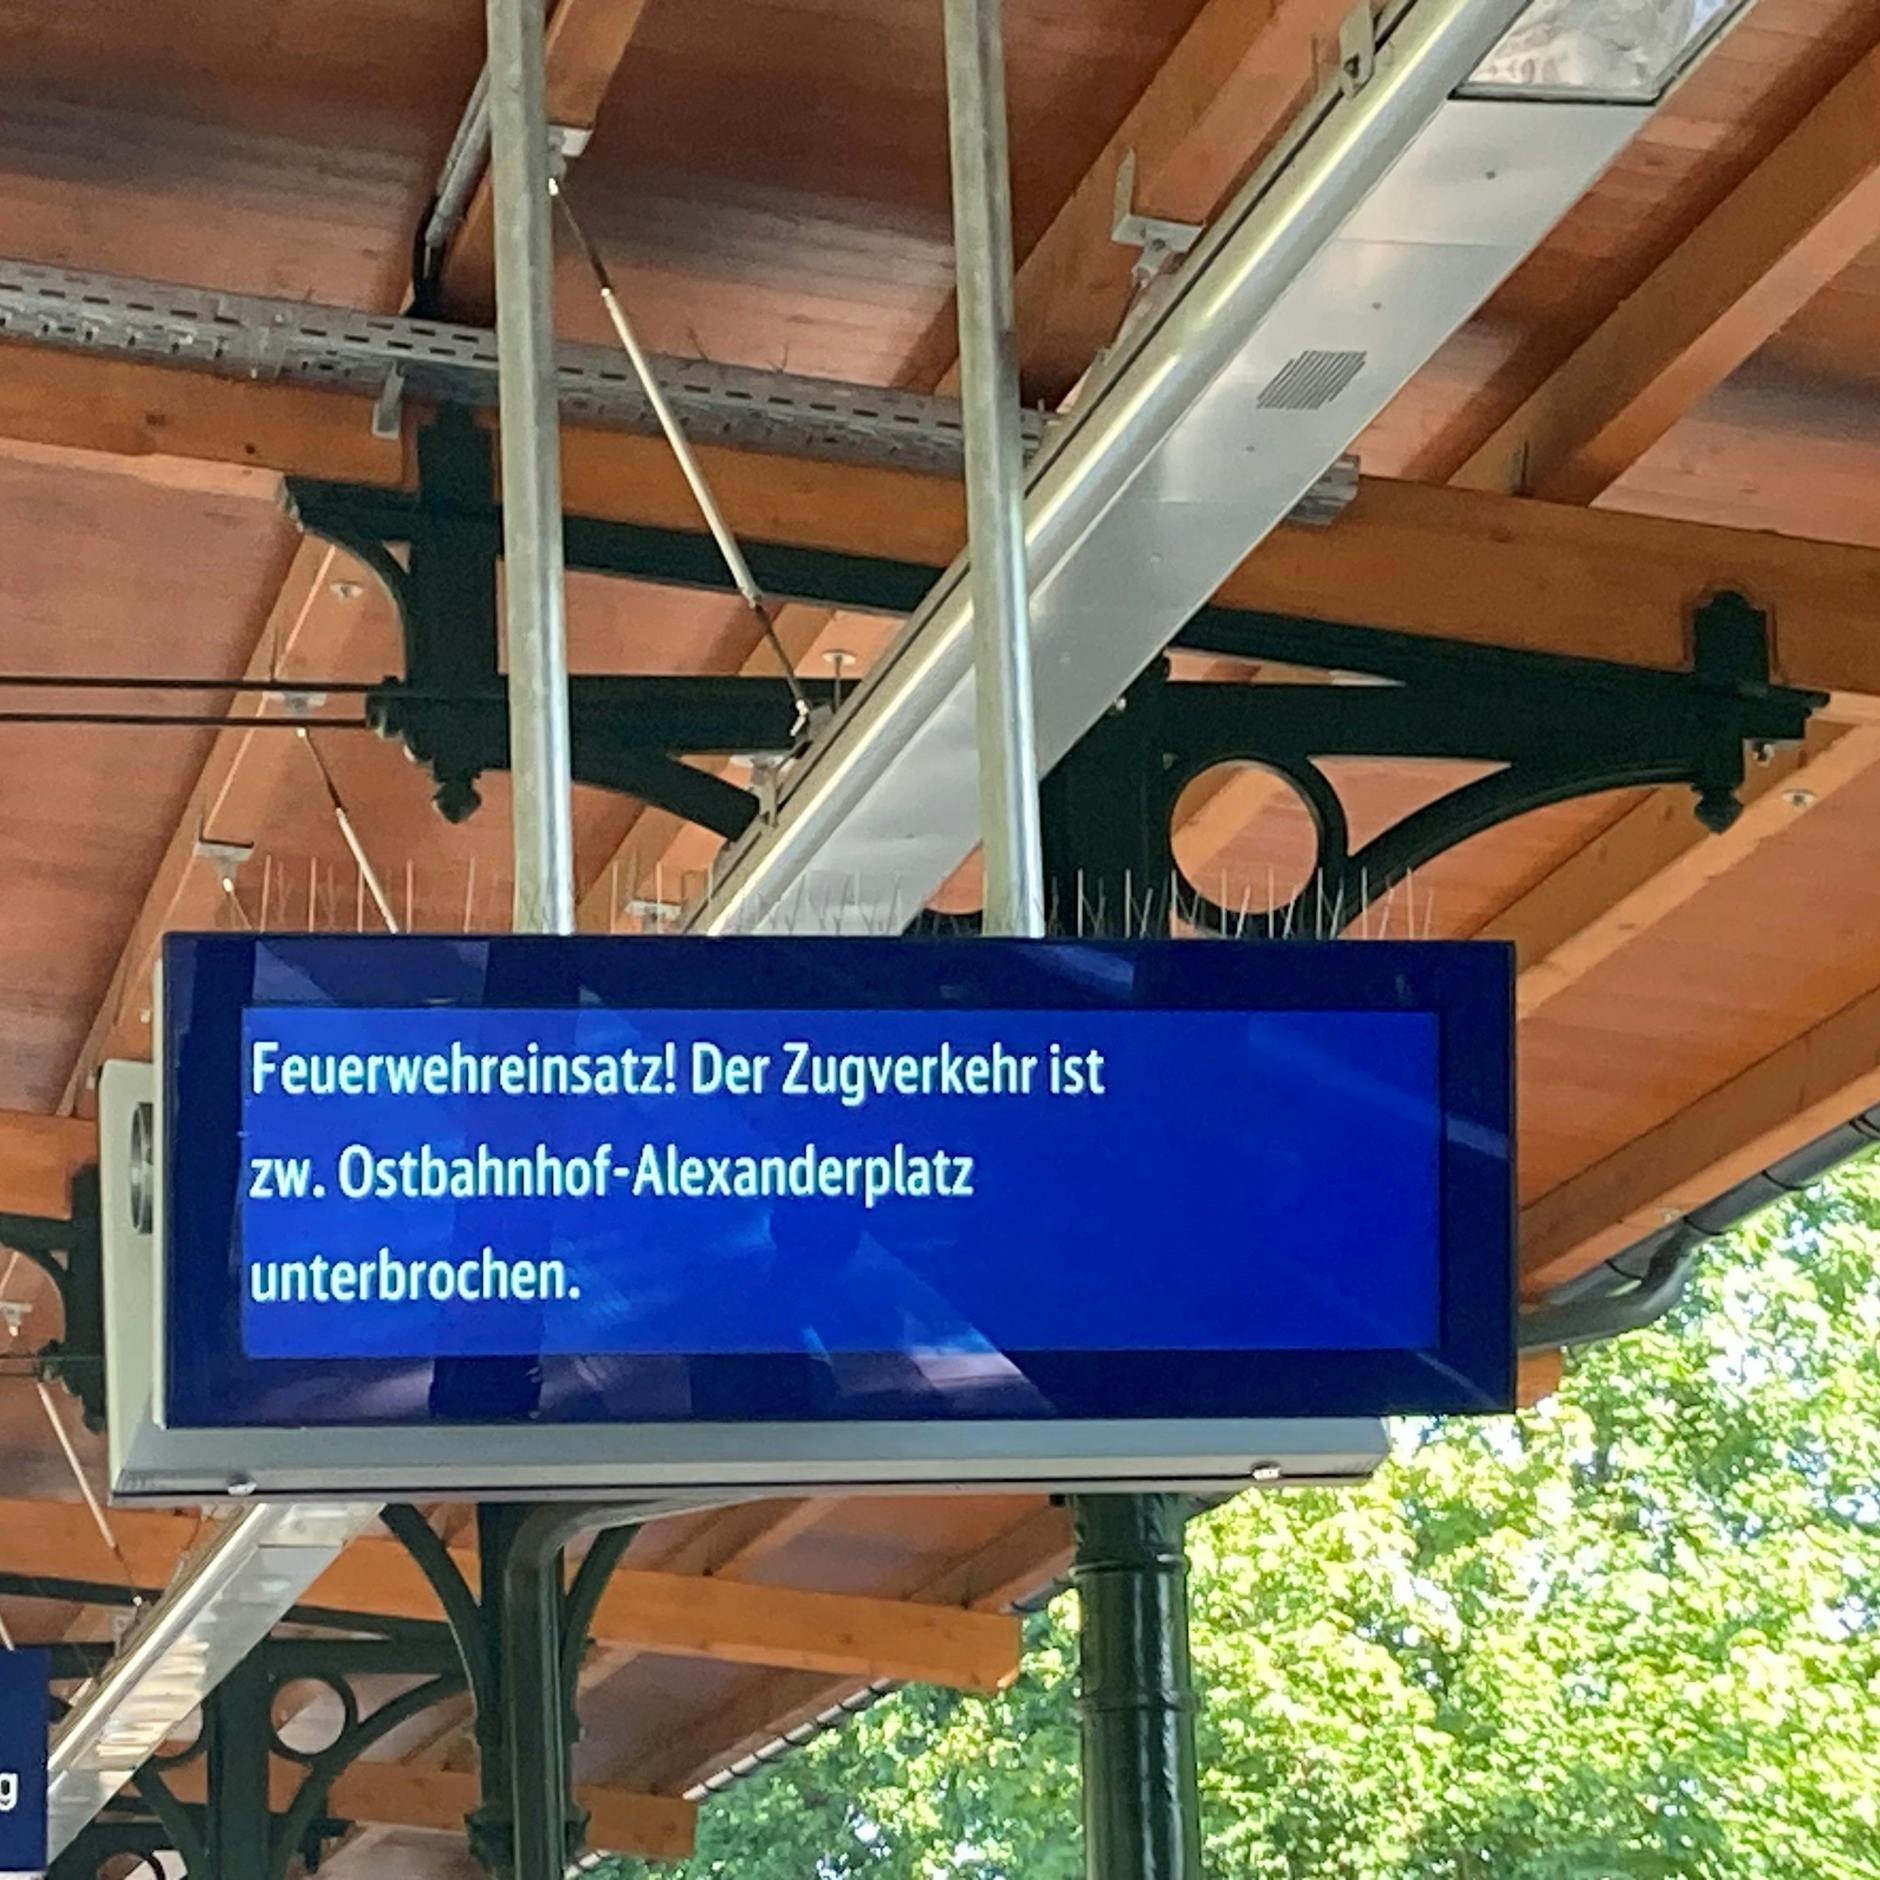 Feuerwehreinsatz! Der Zugverkehr ist
zw. Ostbahnhof-Alexanderplatz
unterbrochen.
g